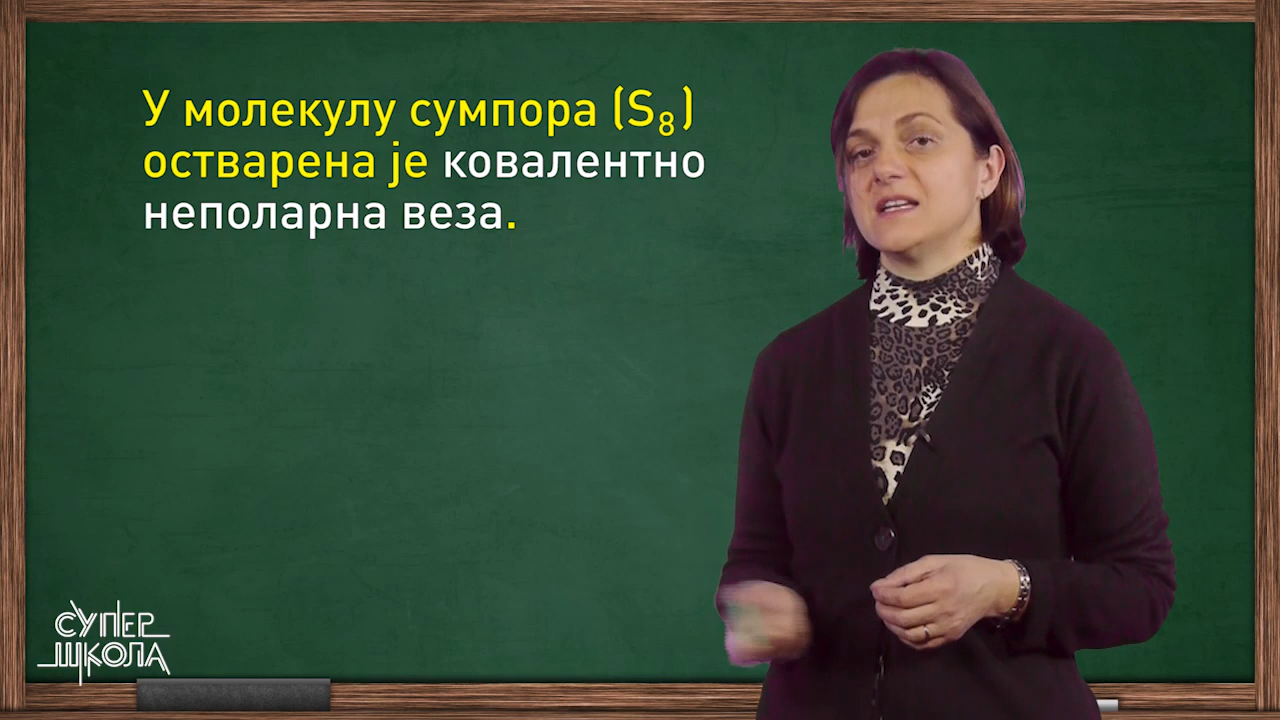 У молекулу сумпора (S₈)
остварена је ковалентно
неполарна веза.
СУПЕР
ШКОЛА